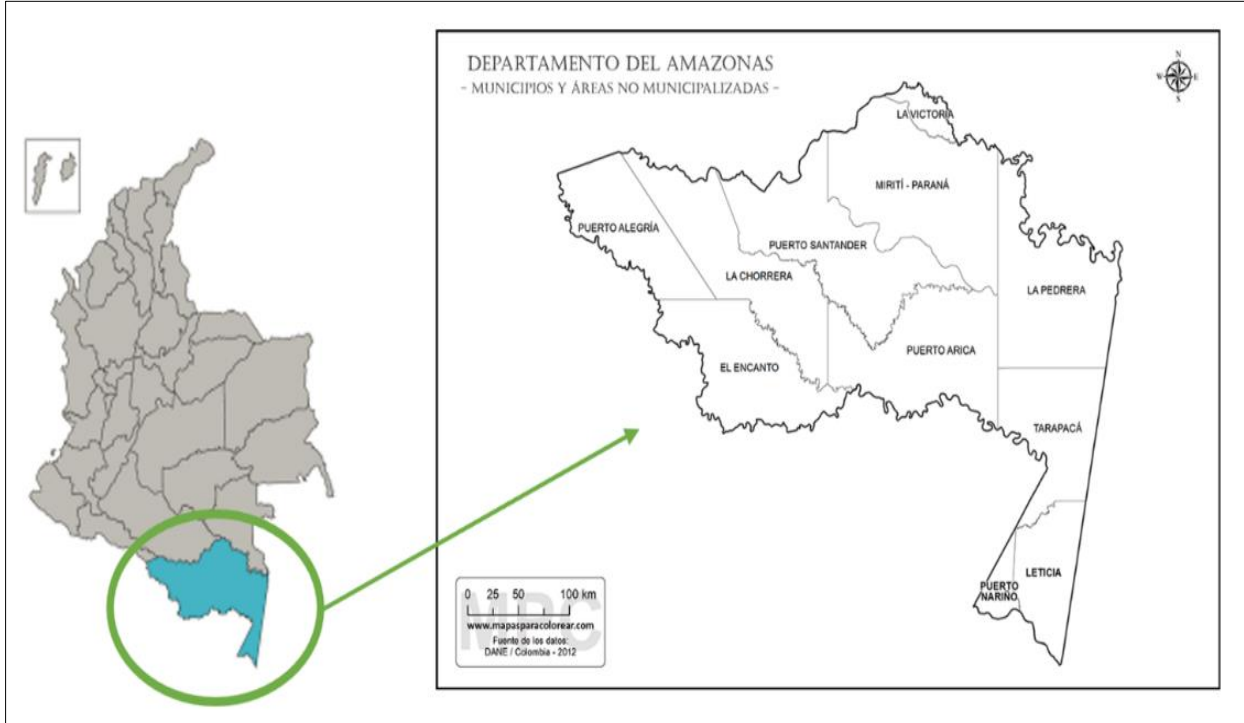 DEPARTAMENTO DEL AMAZONAS
- MUNICIPIOS Y ÁREAS NO MUNICIPALIZADAS -
N
W
E
S
LA VICTORIA
MIRITÍ - PARANÁ
PUERTO ALEGRÍA
PUERTO SANTANDER
LA CHORRERA
LA PEDRERA
PUERTO ARICA
EL ENCANTO
TARAPACÁ
LETICIA
PUERTO
NARIÑO
0 25 50 100 km
MPC
www.mapasparacolorear.com
Fuente de los datos:
DANE / Colombia - 2012